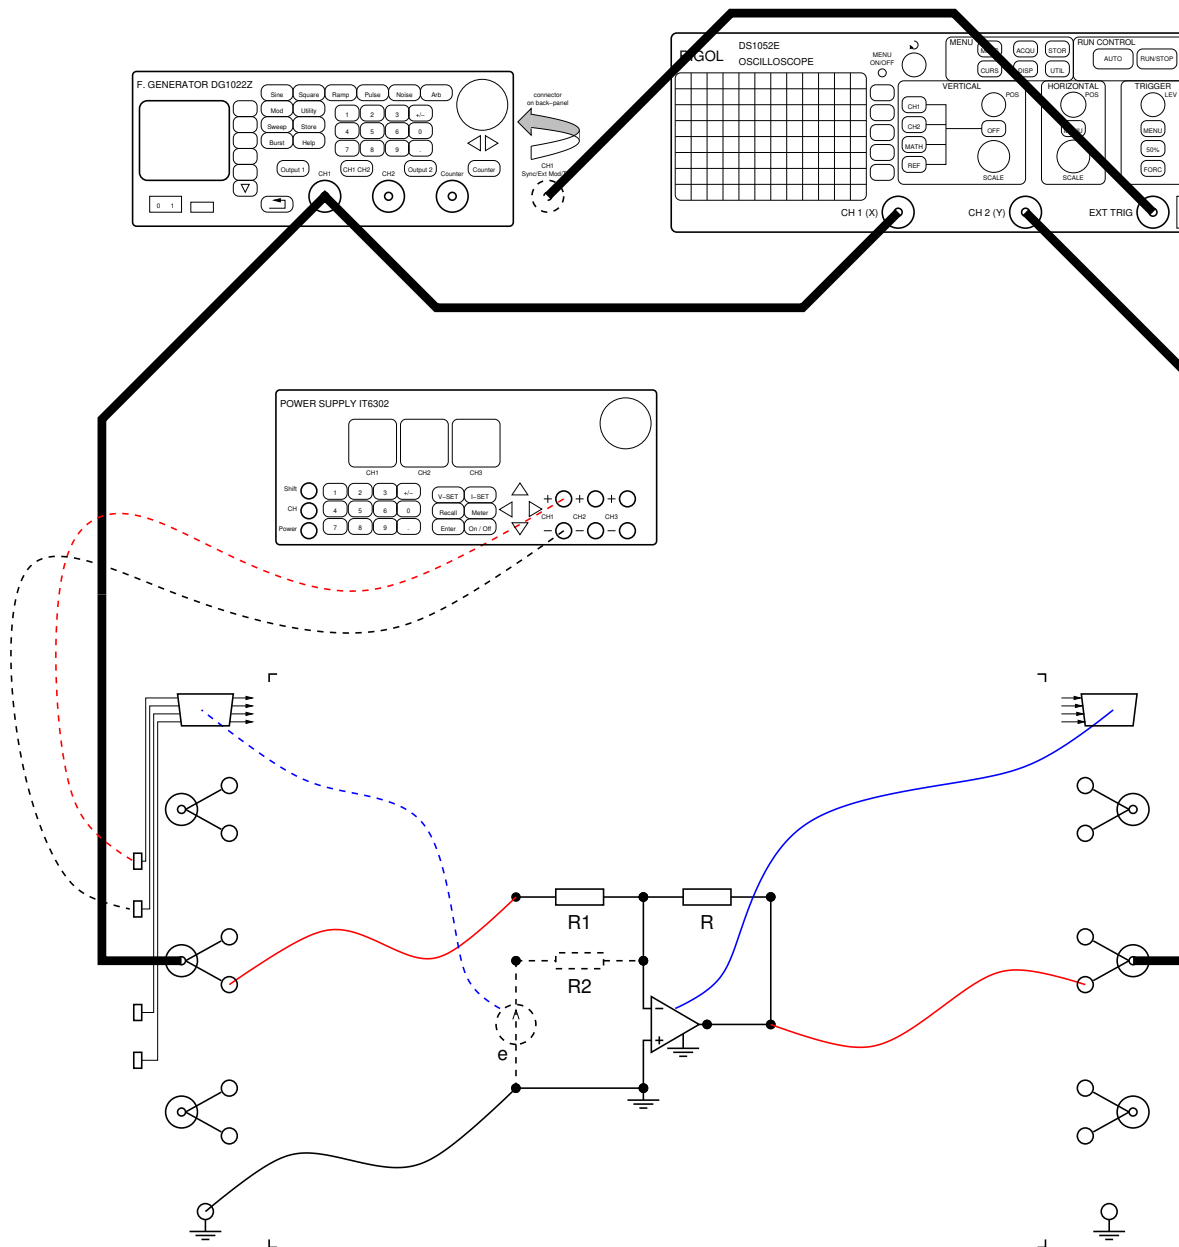 F. GENERATOR DG1022Z
Sine Square Ramp Pulse Noise Arb
Mod Utility
Sweep Store
Burst Help
1 2 3 +/−
4 5 6 0
7 8 9 .
Output 1 CH1 CH1 CH2 CH2 Output 2 Counter Counter
0 1
connector
on back−panel
CH1
Sync/Ext Mod/
RIGOL
DS1052E
OSCILLOSCOPE
MENU
ON/OFF
MENU
ACQU STOR
CURS DISP UTIL
RUN CONTROL
AUTO RUN/STOP
VERTICAL
POS
CH1
CH2
MATH
REF
OFF
SCALE
HORIZONTAL
POS
SCALE
TRIGGER
LEV
MENU
50%
FORC
CH 1 (X) CH 2 (Y) EXT TRIG
POWER SUPPLY IT6302
CH1 CH2 CH3
Shift
CH
Power
1 2 3 +/−
4 5 6 0
7 8 9 .
V−SET I−SET
Recall Meter
Enter On / Off
+ + +
CH1 CH2 CH3
− − −
R1 R
R2
−
+
e